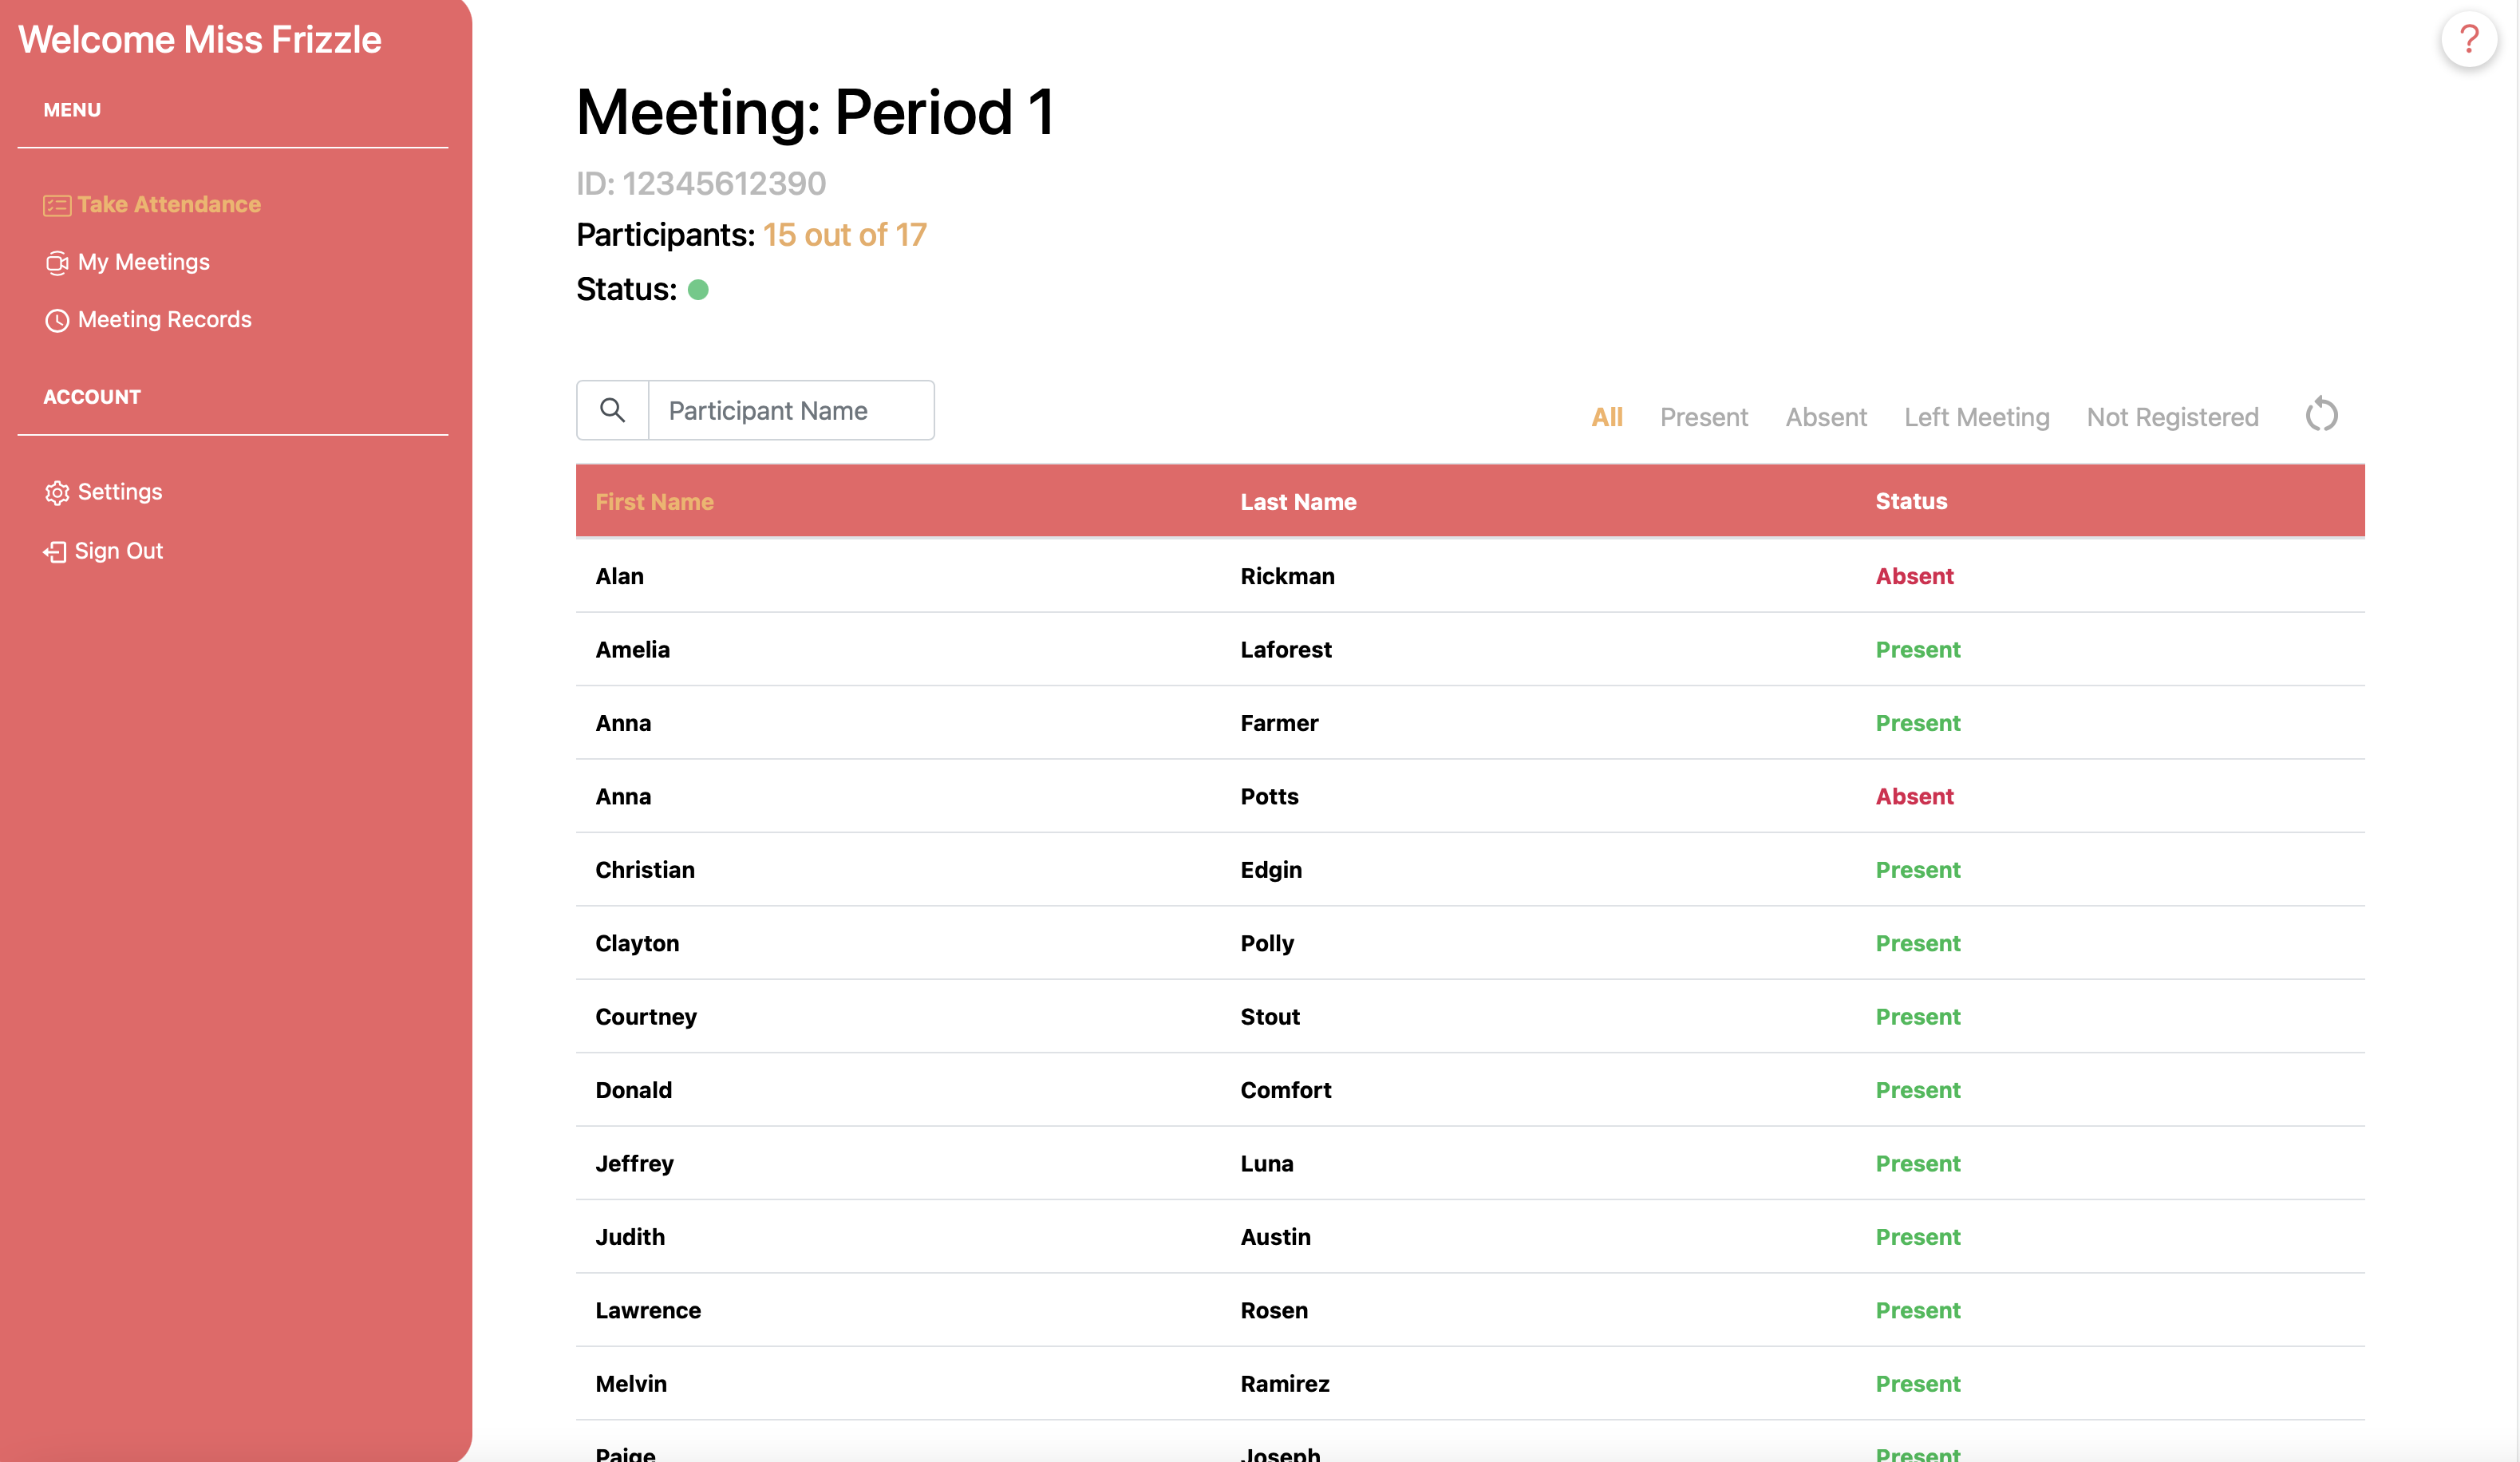 Welcome Miss Frizzle
MENU
Take Attendance
My Meetings
Meeting Records
ACCOUNT
Settings
Sign Out
?
Meeting: Period 1
ID: 12345612390
Participants: 15 out of 17
Status:
Participant Name
All Present Absent Left Meeting Not Registered
First Name Last Name Status
Alan Rickman Absent
Amelia Laforest Present
Anna Farmer Present
Anna Potts Absent
Christian Edgin Present
Clayton Polly Present
Courtney Stout Present
Donald Comfort Present
Jeffrey Luna Present
Judith Austin Present
Lawrence Rosen Present
Melvin Ramirez Present
Paige Joseph Present